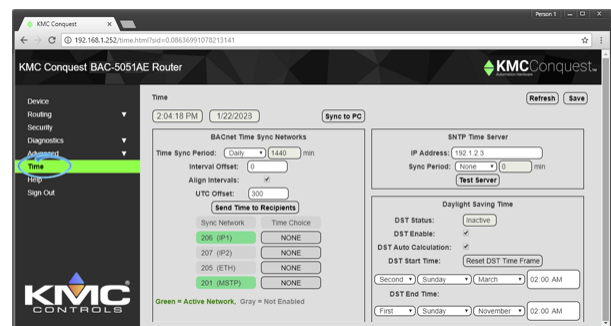 Person 1
KMC Conquest
192.168.1.252/time.html?sid=0.08636991078213141
KMC Conquest BAC-5051AE Router
KMC Conquest
Device
Routing
Security
Diagnostics
Advanced
Time
Help
Sign Out
KMC
CONTROLS
Time
Refresh Save
2:04:18 PM 1/22/2028 Sync to PC
BACnet Time Sync Networks
Time Sync Period: Daily 1440 min
Interval Offset: 0
Align Intervals:
UTC Offset: 300
Send Time to Recipients
Sync Network Time Choice
206 (IP1) NONE
207 (IP2) NONE
205 (ETH) NONE
201 (MSTP) NONE
Green = Active Network, Gray = Not Enabled
SNTP Time Server
IP Address: 192.1.2.3
Sync Period: None 0 min
Test Server
Daylight Saving Time
DST Status: Inactive
DST Enable:
DST Auto Calculation:
DST Start Time: Reset DST Time Frame
Second Sunday March 02:00 AM
DST End Time:
First Sunday November 02:00 AM